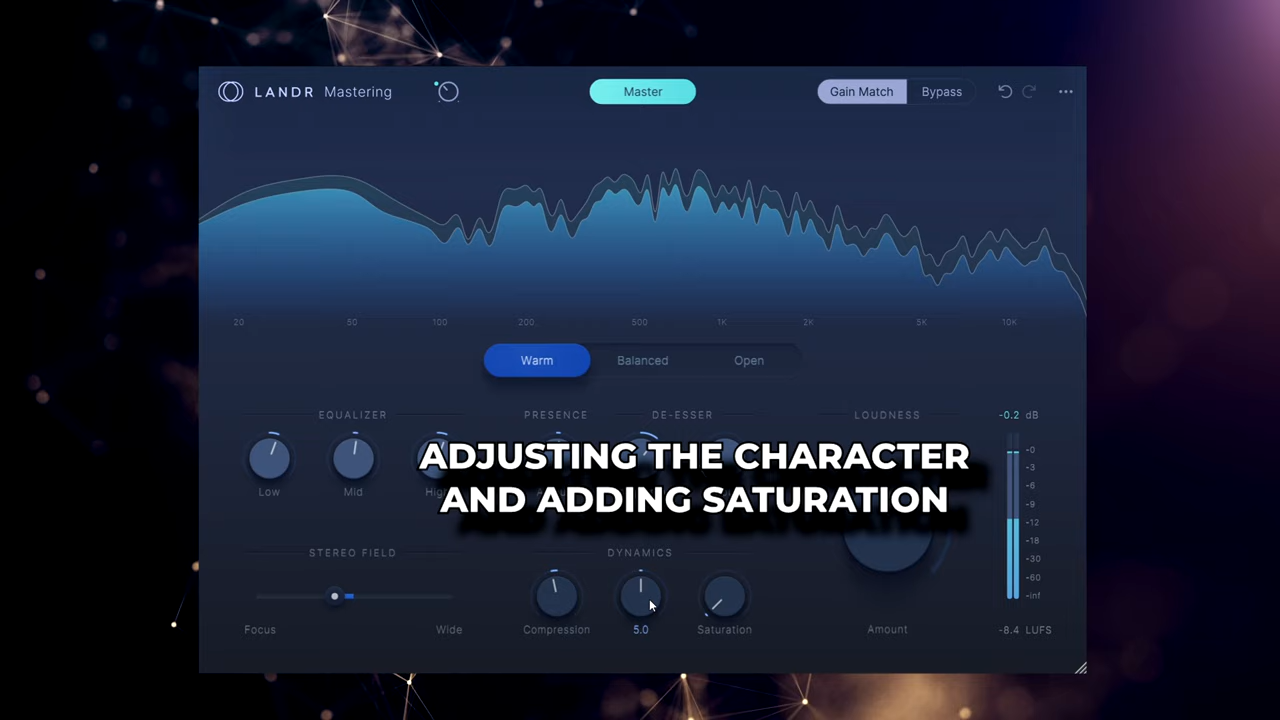 LANDR Mastering
Master
Gain Match Bypass
20 50 100 200 500 1K 2K 5K 10K
Warm Balanced Open
EQUALIZER PRESENCE DE-ESSER LOUDNESS -0.2 dB
-0
-3
-6
-9
-12
-18
-30
-60
-inf
ADJUSTING THE CHARACTER
AND ADDING SATURATION
Low Mid High
STEREO FIELD DYNAMICS
Focus Wide Compression 5.0 Saturation Amount -8.4 LUFS